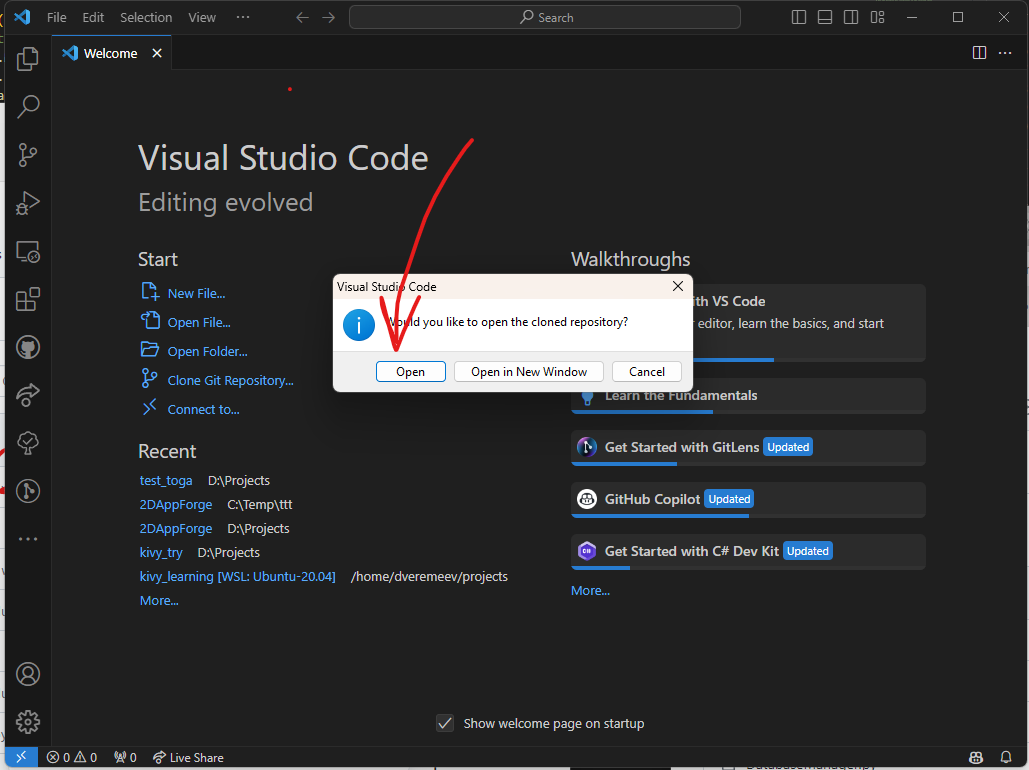 File Edit Selection View ··· Search
Welcome
Visual Studio Code
Editing evolved
Start
New File...
Open File...
Open Folder...
Clone Git Repository...
Connect to...
Recent
test_toga D:\Projects
2DAppForge C:\Temp\ttt
2DAppForge D:\Projects
kivy_try D:\Projects
kivy_learning [WSL: Ubuntu-20.04] /home/dveremeev/projects
More...
Walkthroughs
with VS Code
editor, learn the basics, and start
Learn the Fundamentals
Get Started with GitLens Updated
GitHub Copilot Updated
Get Started with C# Dev Kit Updated
More...
Visual Studio Code
Would you like to open the cloned repository?
Open Open in New Window Cancel
Show welcome page on startup
0 0 0 Live Share